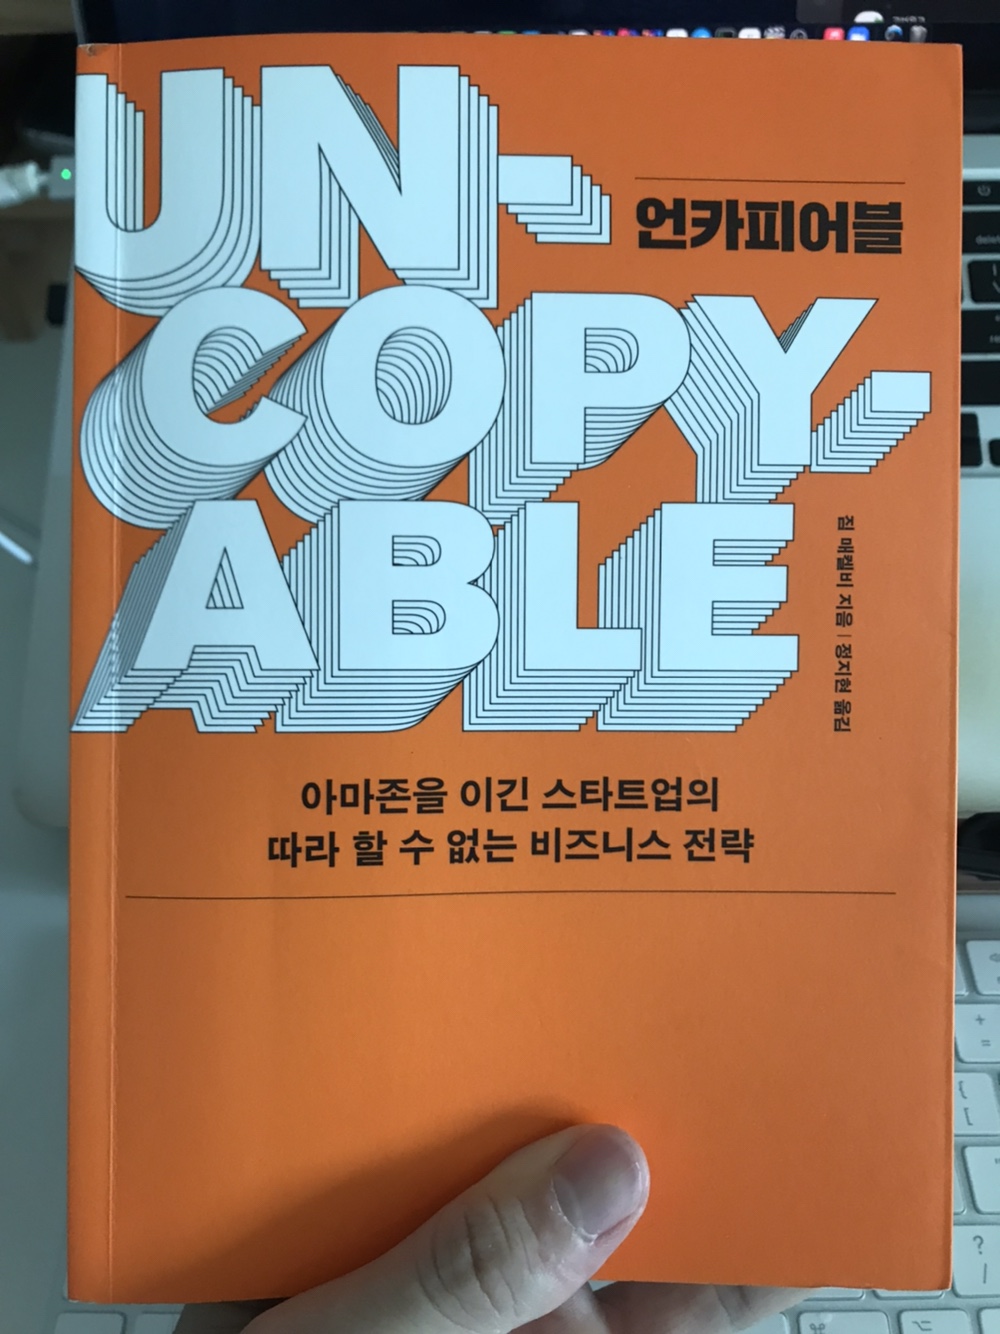 UN-
언카피어블
COPY-
ABLE
짐 매켈비 지음 | 정지현 옮김
아마존을 이긴 스타트업의
따라 할 수 없는 비즈니스 전략